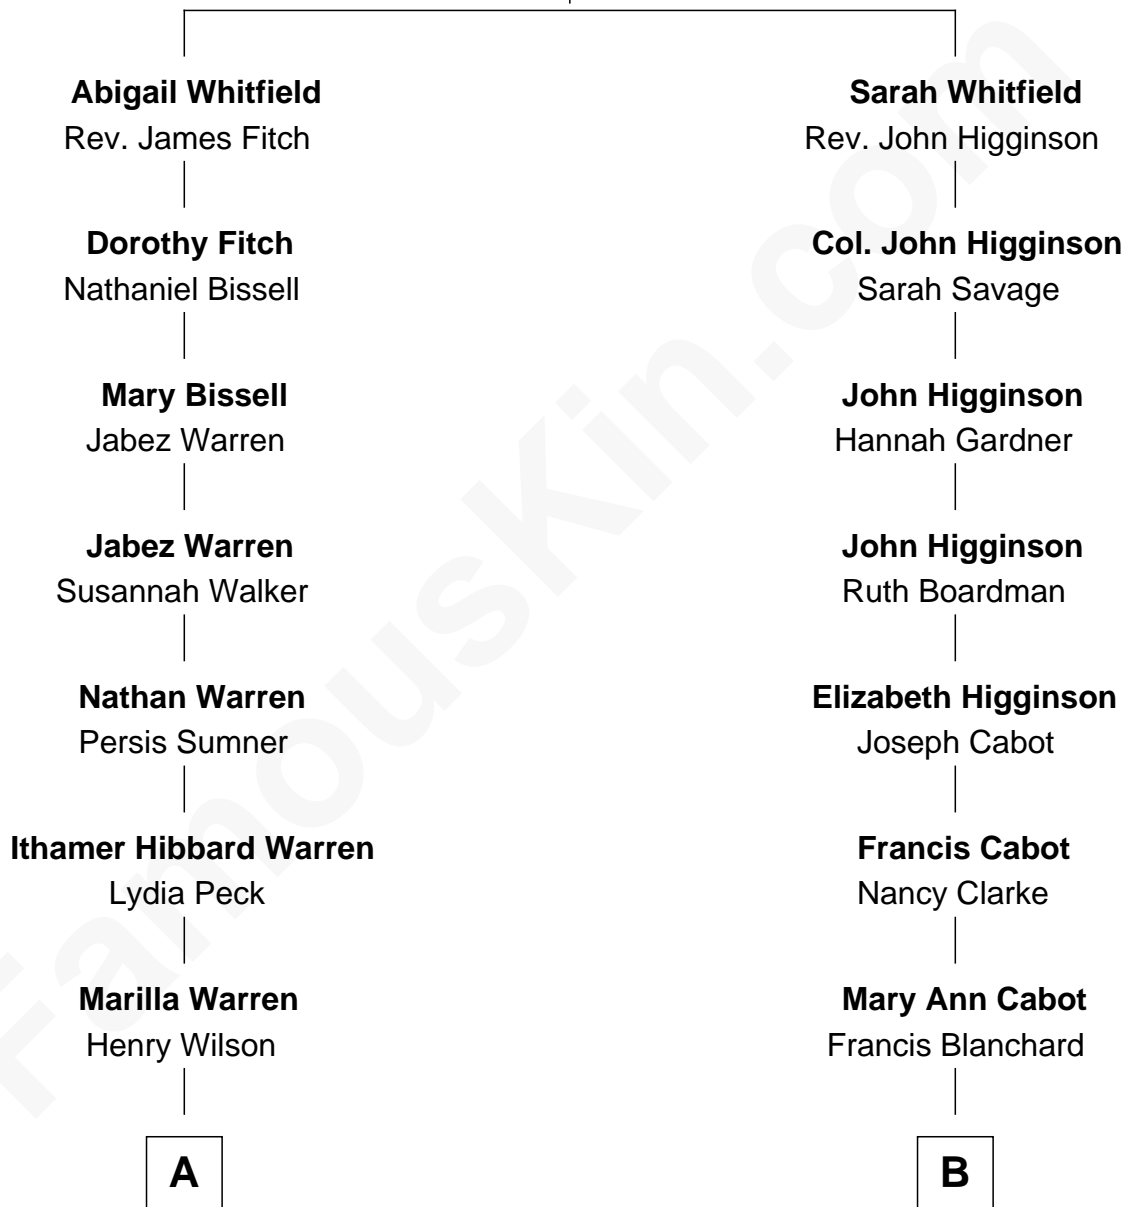 Abigail Whitfield
Rev. James Fitch
Dorothy Fitch
Nathaniel Bissell
Mary Bissell
Jabez Warren
Jabez Warren
Susannah Walker
Nathan Warren
Persis Sumner
Ithamer Hibbard Warren
Lydia Peck
Marilla Warren
Henry Wilson
A
Sarah Whitfield
Rev. John Higginson
Col. John Higginson
Sarah Savage
John Higginson
Hannah Gardner
John Higginson
Ruth Boardman
Elizabeth Higginson
Joseph Cabot
Francis Cabot
Nancy Clarke
Mary Ann Cabot
Francis Blanchard
B
FamousKin.com